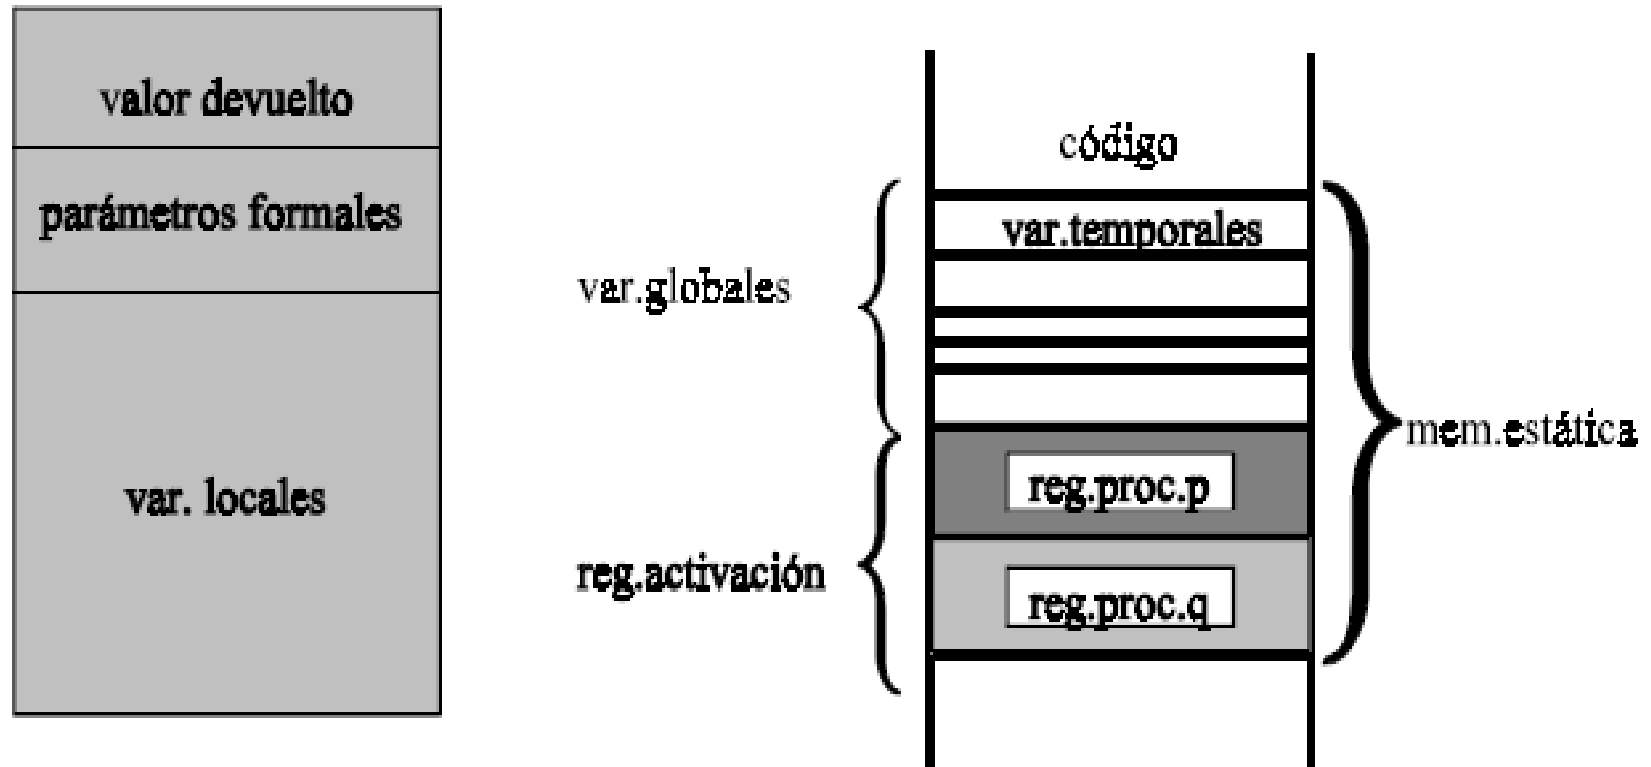 valor devuelto
parámetros formales
var. locales
código
var.temporales
var.globales
mem.estática
reg.proc.p
reg.activación
reg.proc.q